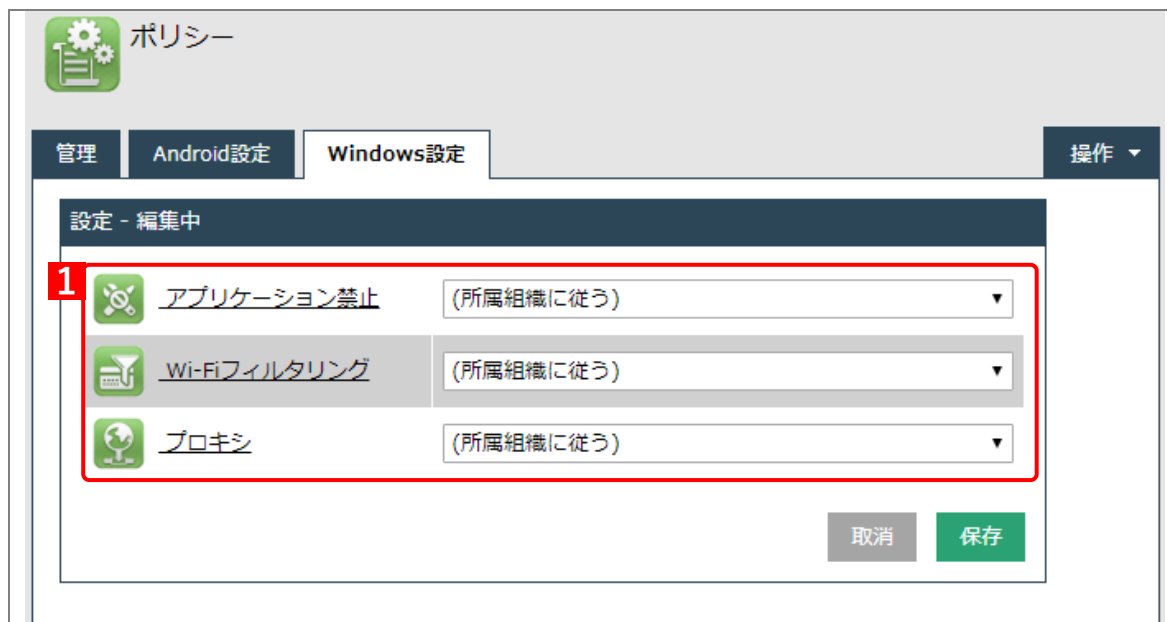 ポリシー
管理 Android設定 Windows設定 操作
設定 - 編集中
1
アプリケーション禁止 (所属組織に従う)
Wi-Fiフィルタリング (所属組織に従う)
プロキシ (所属組織に従う)
取消 保存